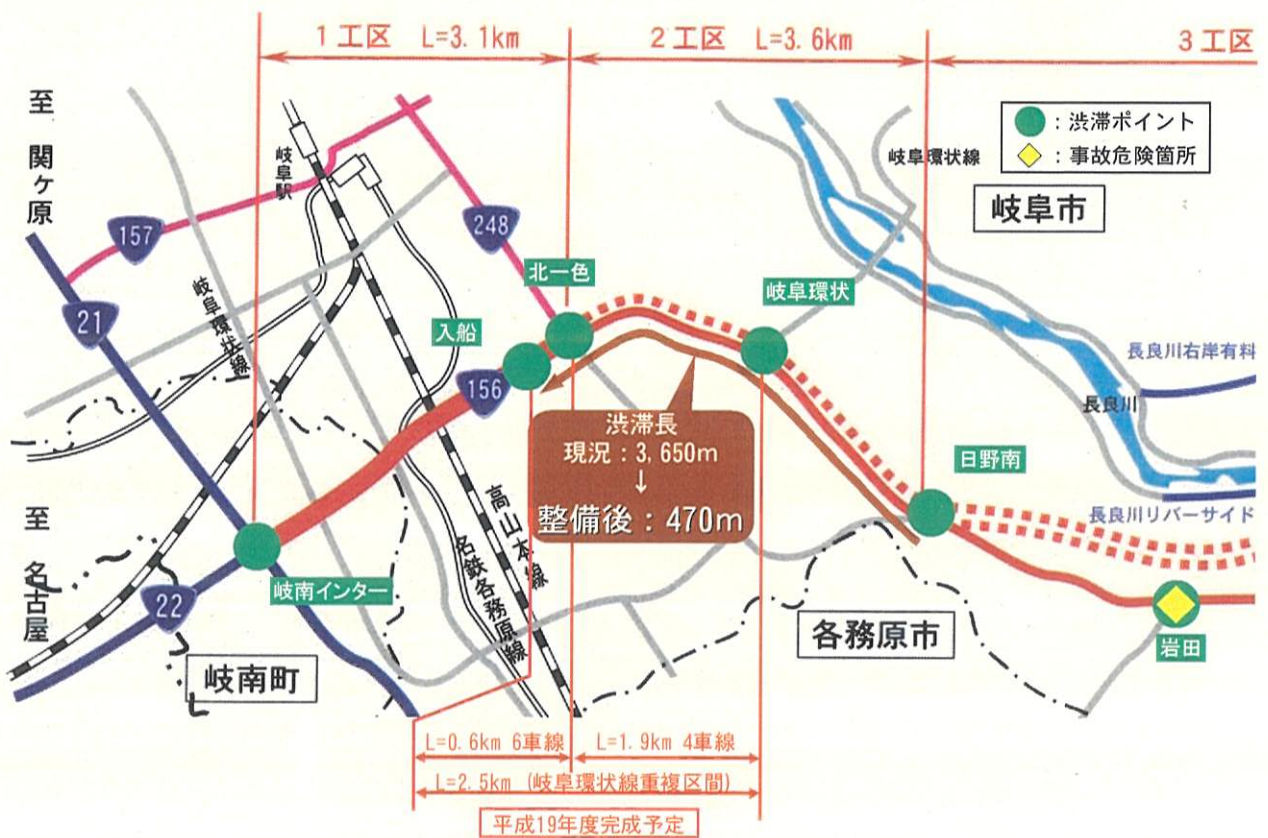 1工区 L=3.1km
2工区 L=3.6km
3工区
至 関ケ原
岐阜駅
157
248
21
岐阜環状線
北一色
入船
156
岐阜環状
岐阜環状線
：渋滞ポイント
：事故危険箇所
岐阜市
長良川右岸有料
長良川
日野南
長良川リバーサイド
渋滞長
現況：3,650m
↓
整備後：470m
高山本線
名鉄各務原線
至 名古屋
岐南インター
22
岐南町
各務原市
岩田
L=0.6km 6車線
L=1.9km 4車線
L=2.5km (岐阜環状線重複区間)
平成19年度完成予定